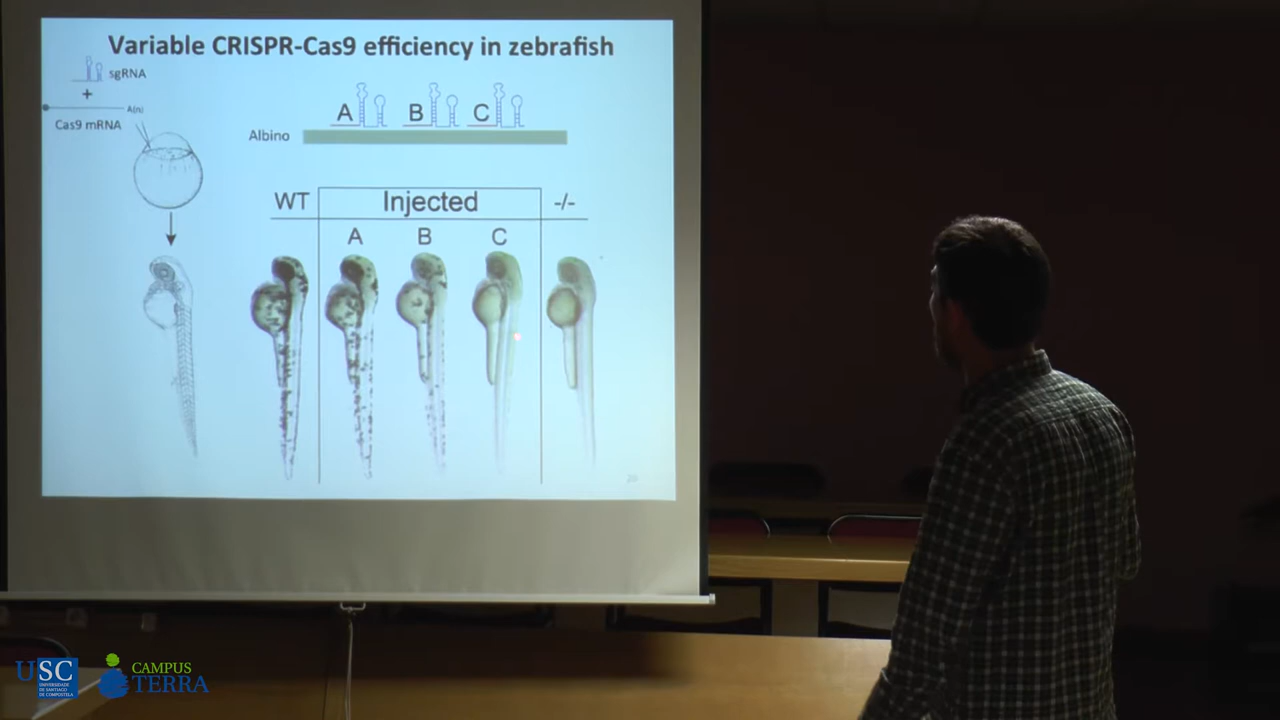 Variable CRISPR-Cas9 efficiency in zebrafish
sgRNA
+
A(n)
Cas9 mRNA
A B C
Albino
WT Injected -/-
A B C
20
USC
UNIVERSIDADE
DE SANTIAGO
DE COMPOSTELA
CAMPUS
TERRA